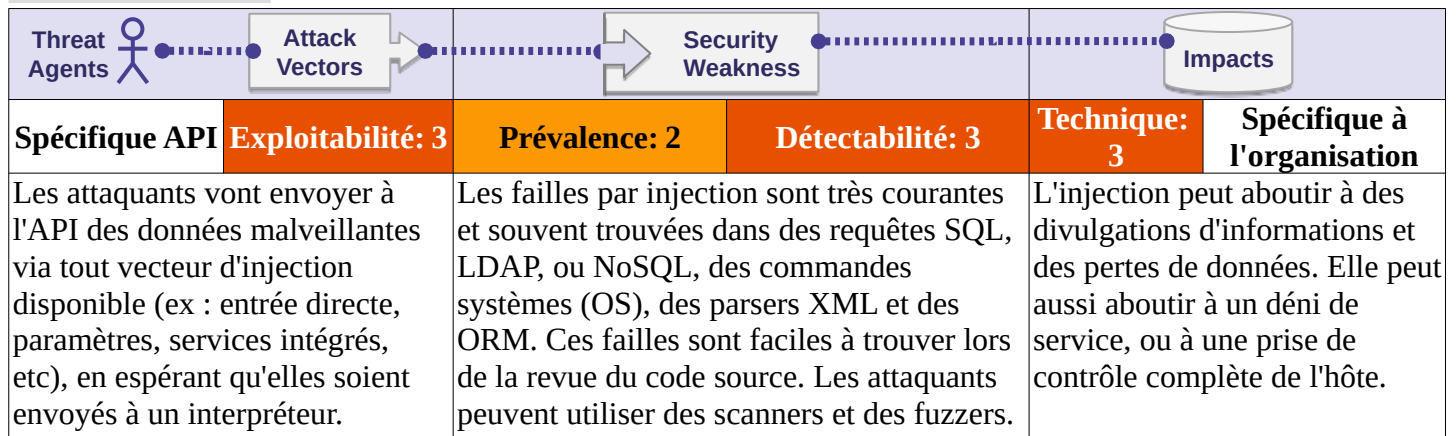 Threat
Agents
Attack
Vectors
Security
Weakness
Impacts
Spécifique API
Exploitabilité: 3
Prévalence: 2
Détectabilité: 3
Technique:
3
Spécifique à
l'organisation
Les attaquants vont envoyer à
l'API des données malveillantes
via tout vecteur d'injection
disponible (ex : entrée directe,
paramètres, services intégrés,
etc), en espérant qu'elles soient
envoyés à un interpréteur.
Les failles par injection sont très courantes
et souvent trouvées dans des requêtes SQL,
LDAP, ou NoSQL, des commandes
systèmes (OS), des parsers XML et des
ORM. Ces failles sont faciles à trouver lors
de la revue du code source. Les attaquants
peuvent utiliser des scanners et des fuzzers.
L'injection peut aboutir à des
divulgations d'informations et
des pertes de données. Elle peut
aussi aboutir à un déni de
service, ou à une prise de
contrôle complète de l'hôte.